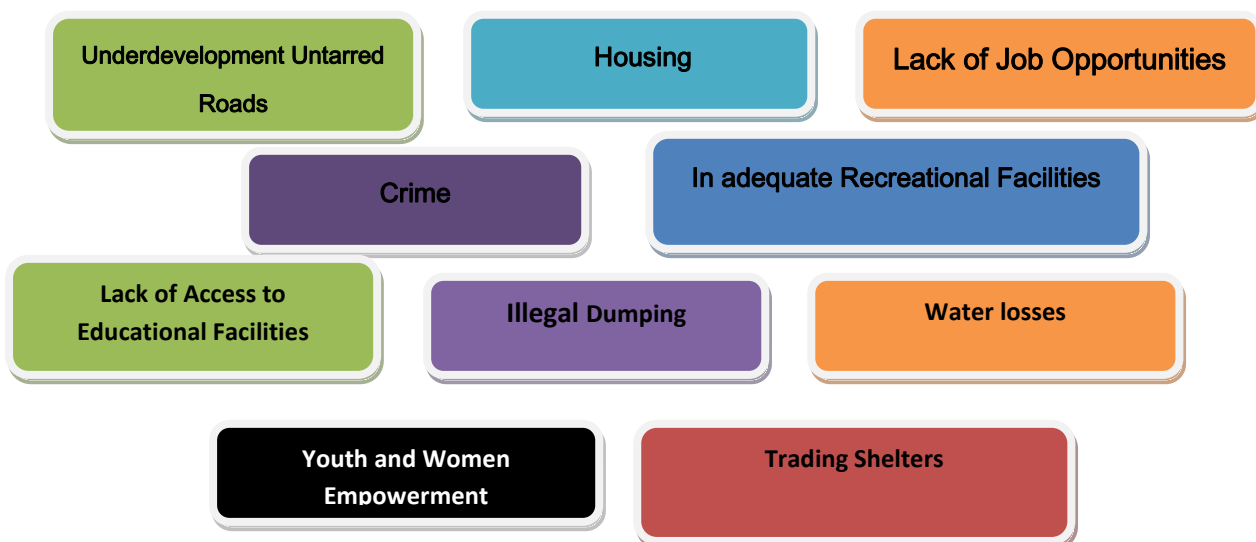 Underdevelopment Untarred
Roads
Housing
Lack of Job Opportunities
Crime
In adequate Recreational Facilities
Lack of Access to
Educational Facilities
Illegal Dumping
Water losses
Youth and Women
Empowerment
Trading Shelters